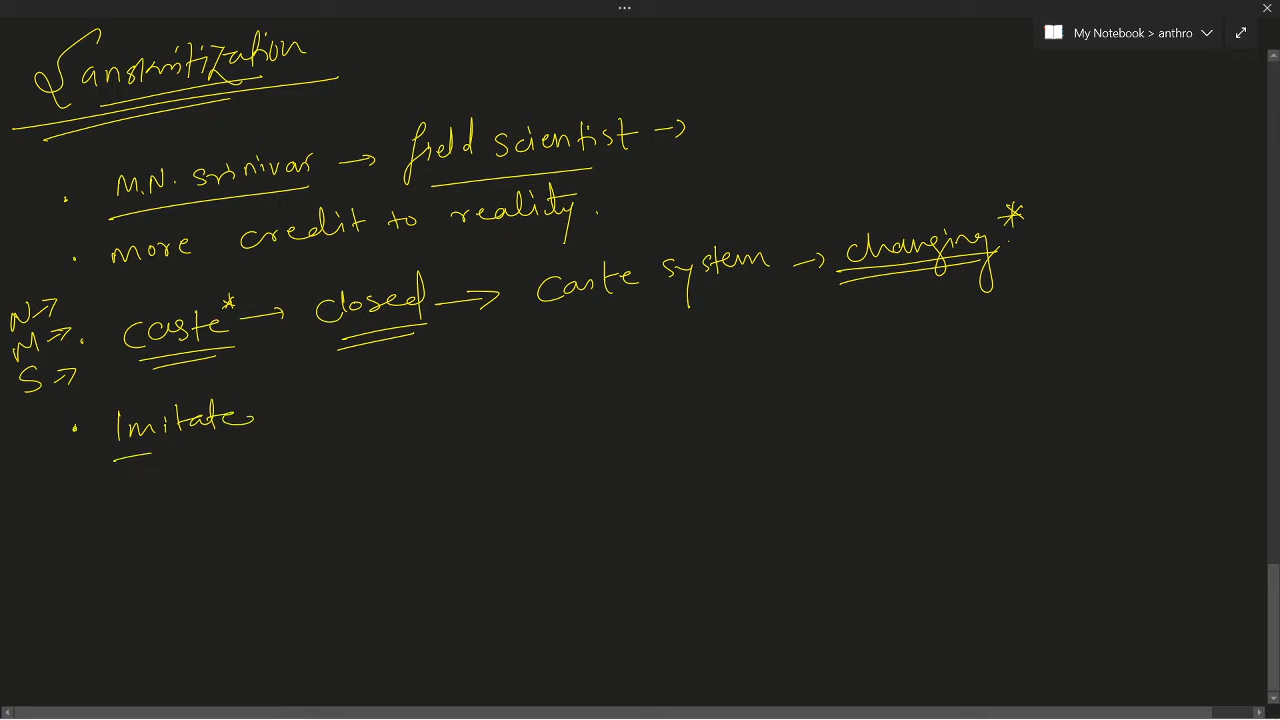 My Notebook > anthro
Sanskritization
. M.N. Srinivas → field scientist →
. more credit to reality.
. caste* → closed → Caste system → changing.*
N →
M →
S →
. Imitate